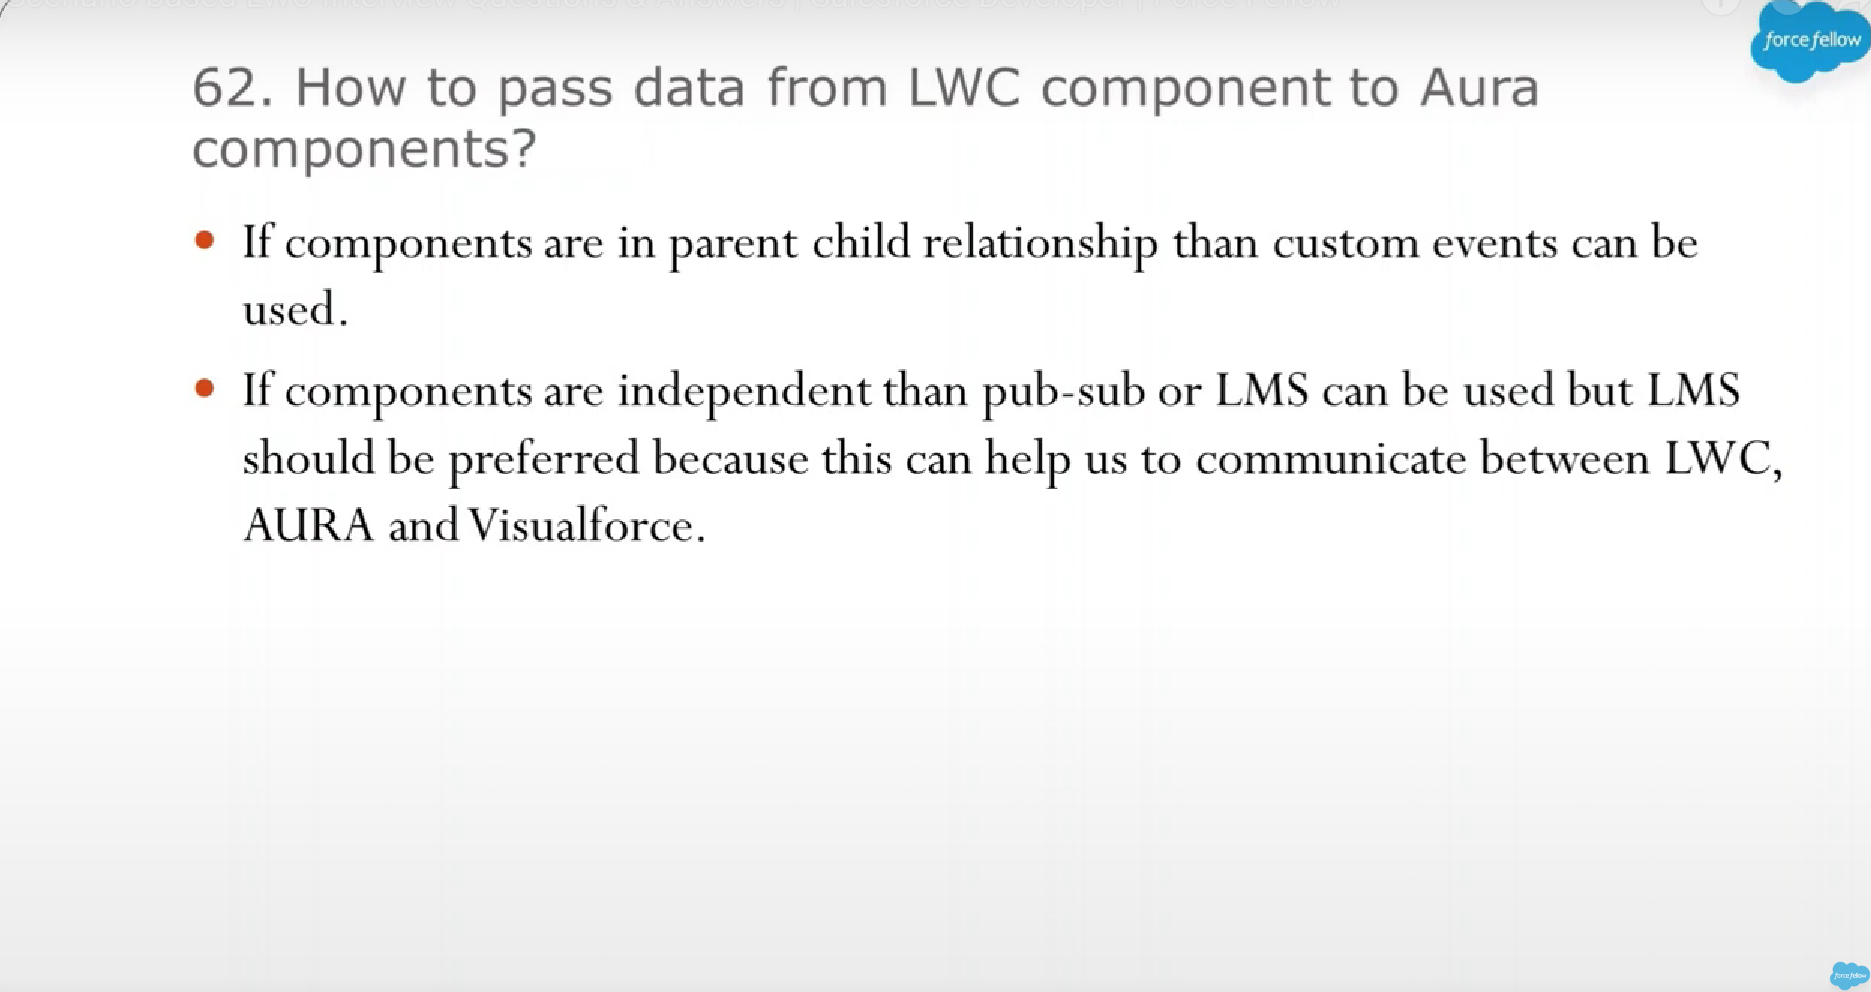 62. How to pass data from LWC component to Aura
components?
If components are in parent child relationship than custom events can be
used.
If components are independent than pub-sub or LMS can be used but LMS
should be preferred because this can help us to communicate between LWC,
AURA and Visualforce.
force fellow
force fellow